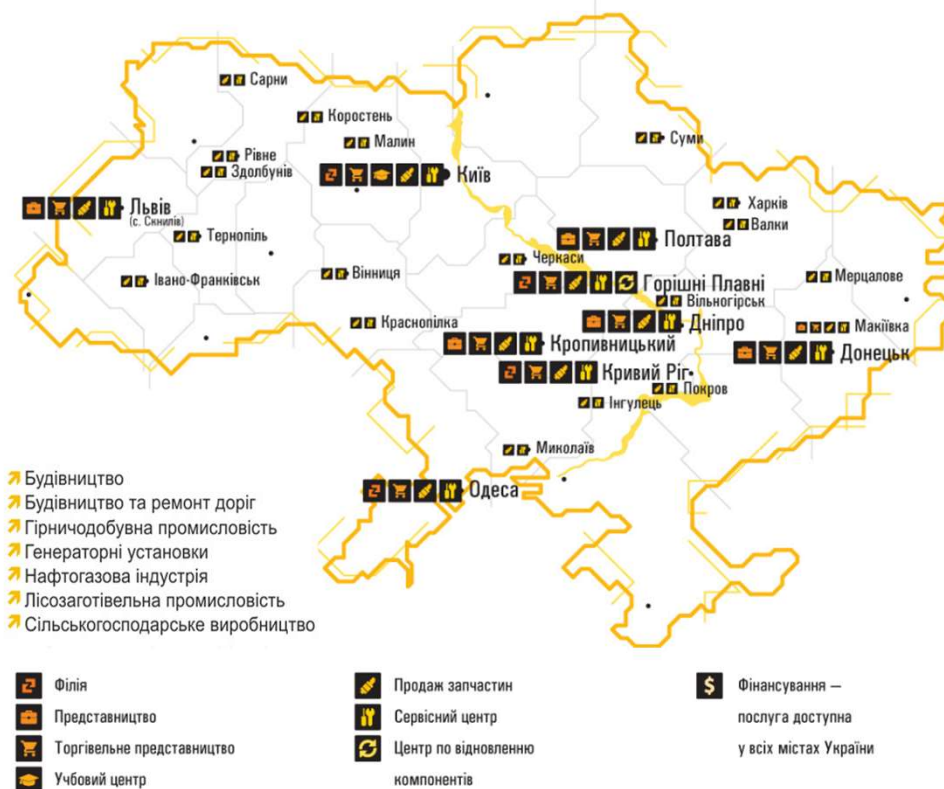 Сарни
Коростень
Малин
Суми
Рівне
Здолбунів
Київ
Львів
(с. Скнилів)
Харків
Валки
Тернопіль
Полтава
Черкаси
Вінниця
Івано-Франківськ
Горішні Плавні
Мерцалове
Вільногірськ
Дніпро
Краснопілка
Макіївка
Кропивницький
Донецьк
Кривий Ріг
Покров
Інгулець
Миколаїв
Одеса
Будівництво
Будівництво та ремонт доріг
Гірничодобувна промисловість
Генераторні установки
Нафтогазова індустрія
Лісозаготівельна промисловість
Сільськогосподарське виробництво
Філія
Представництво
Торгівельне представництво
Учбовий центр
Продаж запчастин
Сервісний центр
Центр по відновленню
компонентів
$
Фінансування –
послуга доступна
у всіх містах України